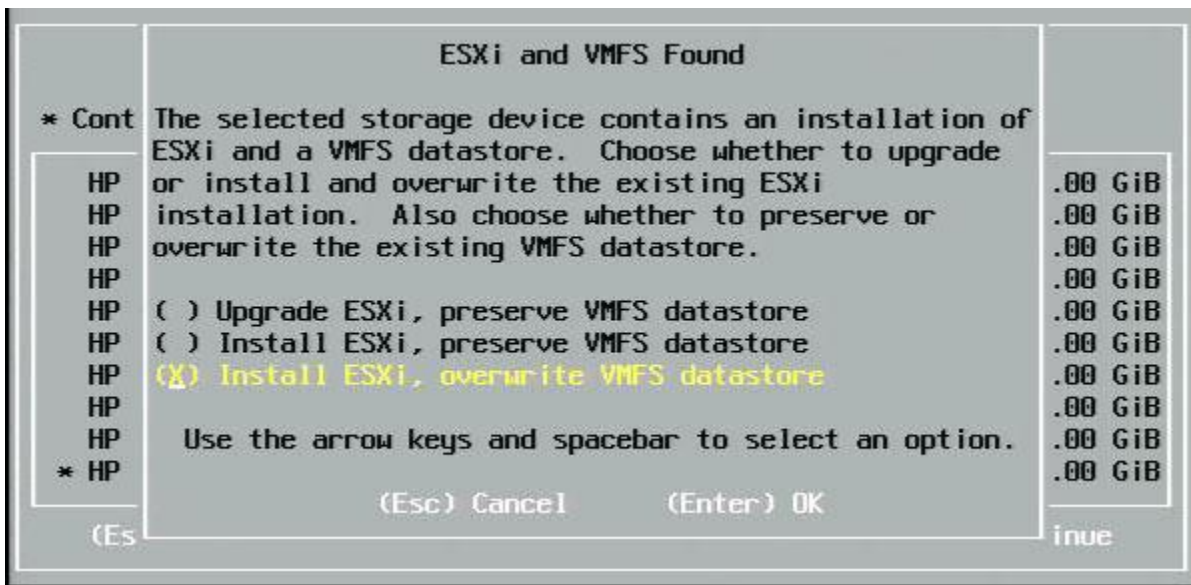 ESXi and VMFS Found
* Cont
The selected storage device contains an installation of
ESXi and a VMFS datastore.  Choose whether to upgrade
HP or install and overwrite the existing ESXi .00 GiB
HP installation.  Also choose whether to preserve or .00 GiB
HP overwrite the existing VMFS datastore. .00 GiB
HP .00 GiB
HP ( ) Upgrade ESXi, preserve VMFS datastore .00 GiB
HP ( ) Install ESXi, preserve VMFS datastore .00 GiB
HP (X) Install ESXi, overwrite VMFS datastore .00 GiB
HP .00 GiB
HP Use the arrow keys and spacebar to select an option. .00 GiB
* HP .00 GiB
(Esc) Cancel (Enter) OK
(Es inue